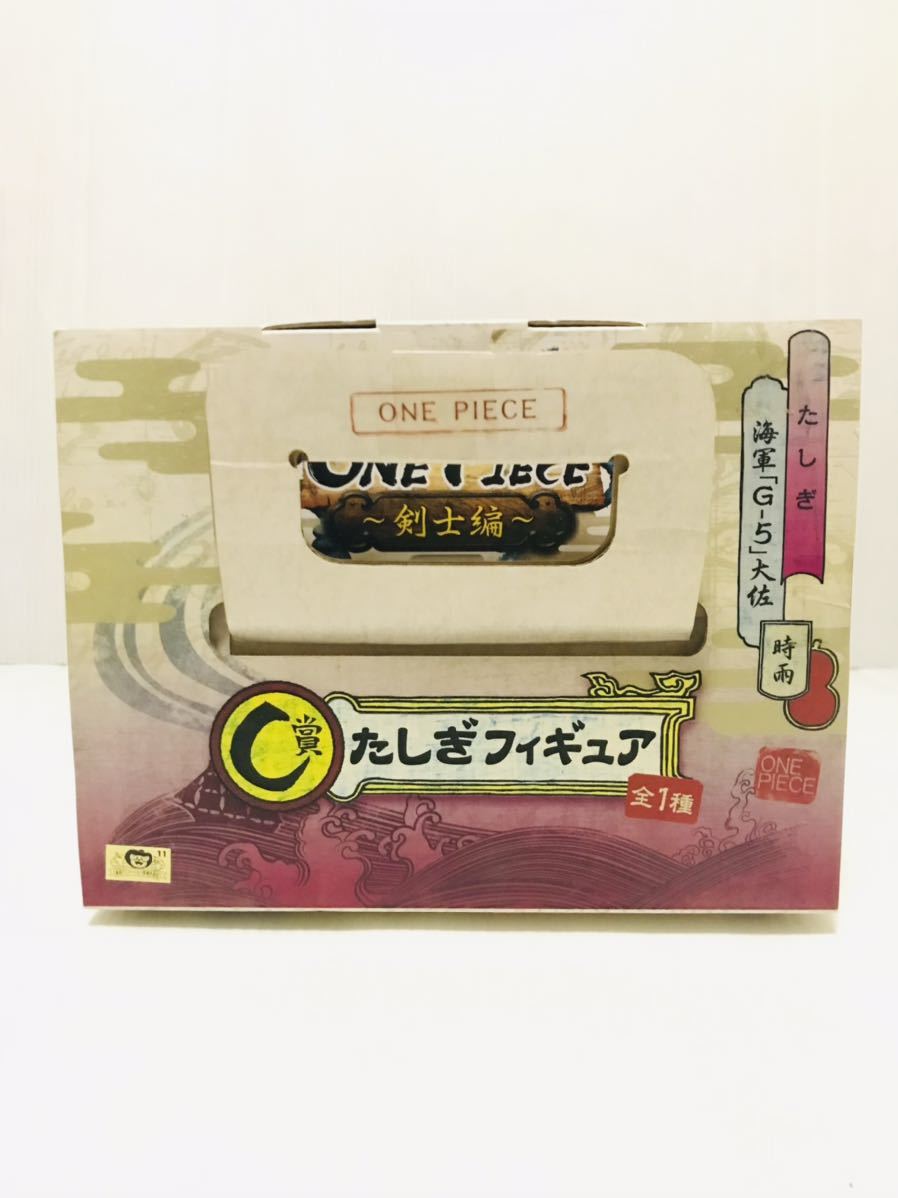 ONE PIECE
ONE PIECE
～剣士編～
たしぎ
海軍「G-5」大佐
時雨
C賞
たしぎフィギュア
全1種
ONE
PIECE
11